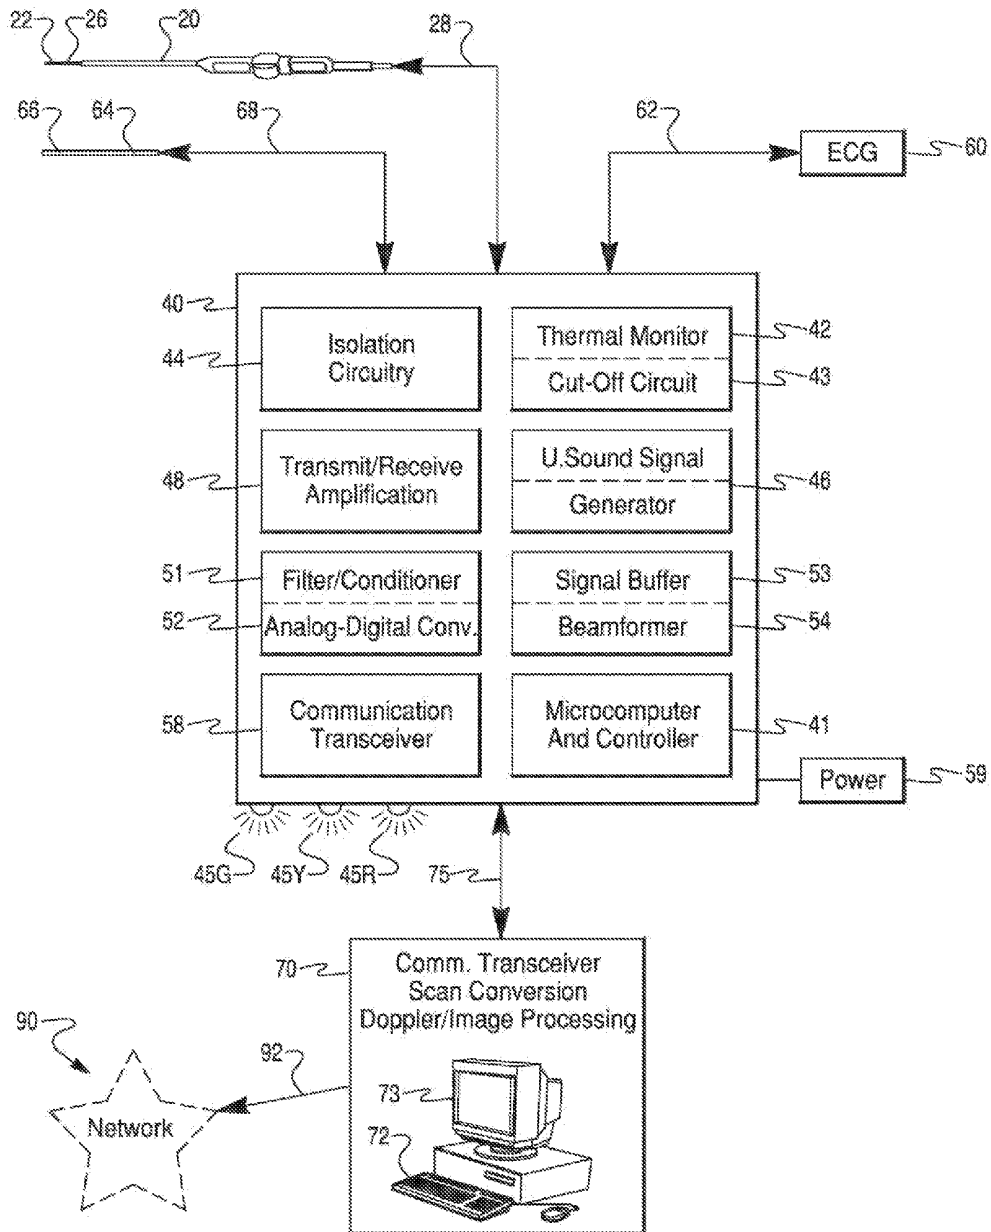 22 26 20 28
66 64 68 62
ECG 60
40
44 Isolation Circuitry
Thermal Monitor 42
Cut-Off Circuit 43
48 Transmit/Receive Amplification
U.Sound Signal
Generator 46
51 Filter/Conditioner
52 Analog-Digital Conv.
Signal Buffer 53
Beamformer 54
58 Communication Transceiver
Microcomputer And Controller 41
Power 59
45G 45Y 45R 75
70
Comm. Transceiver
Scan Conversion
Doppler/Image Processing
90
92
Network
73
72